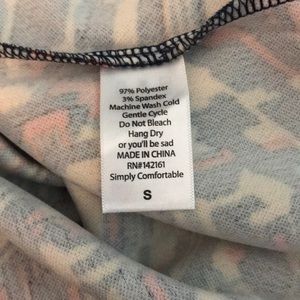 97% Polyester
3% Spandex
Machine Wash Cold
Gentle Cycle
Do Not Bleach
Hang Dry
or you'll be sad
MADE IN CHINA
RN#142161
Simply Comfortable
S